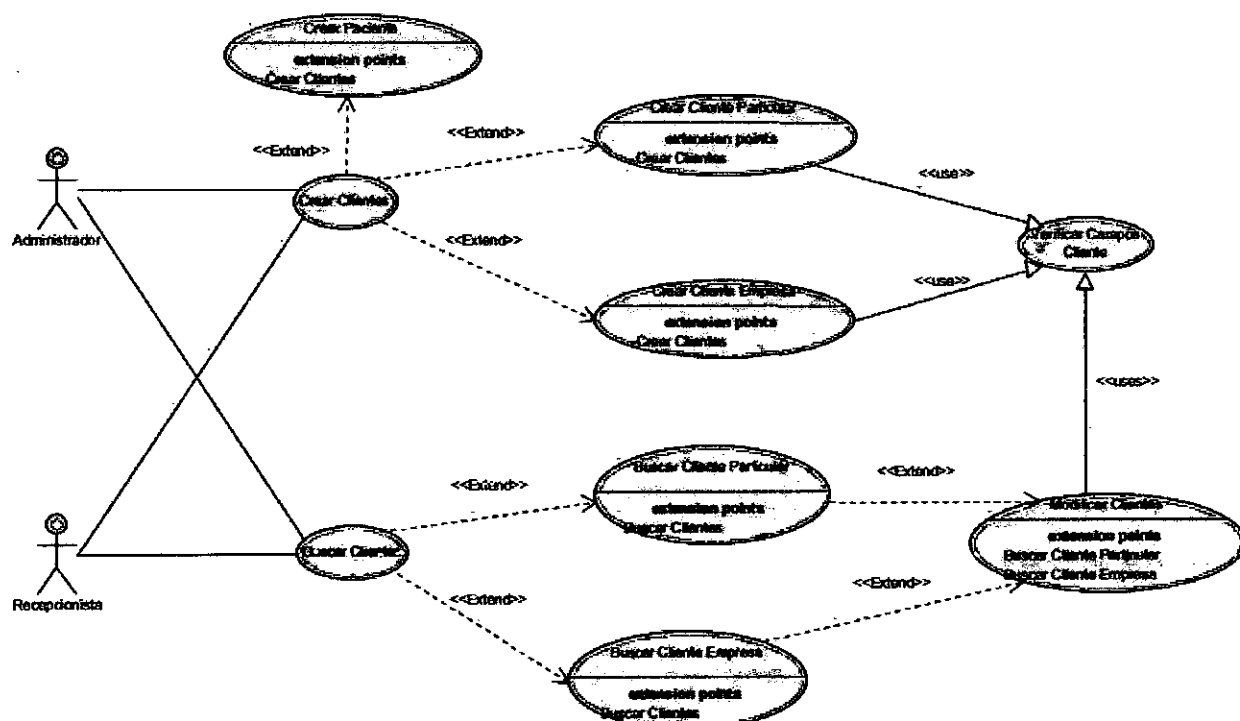 Crear Paciente
extension points
Crear Clientes
<<Extend>>
<<Extend>>
Crear Cliente Particular
extension points
Crear Clientes
<<use>>
Administrador
Crear Clientes
<<Extend>>
Verificar Campos
Cliente
Crear Cliente Empresa
extension points
Crear Clientes
<<use>>
<<uses>>
Buscar Cliente Particular
extension points
Buscar Clientes
<<Extend>>
<<Extend>>
Recepcionista
Buscar Clientes
<<Extend>>
Modificar Clientes
extension points
Buscar Cliente Particular
Buscar Cliente Empresa
<<Extend>>
Buscar Cliente Empresa
extension points
Buscar Clientes